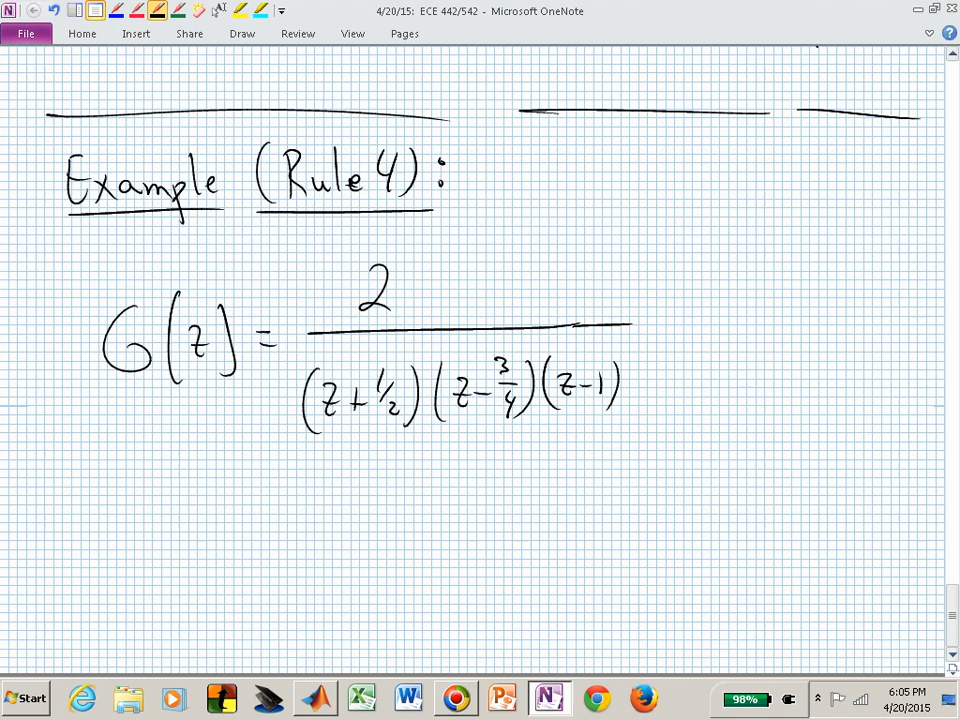 4/20/15: ECE 442/542 - Microsoft OneNote
File Home Insert Share Draw Review View Pages
Example (Rule 4):
2
G(z) = ―――
(z + 1/2) (z - 3/4) (z - 1)
Start 98% 6:05 PM
4/20/2015